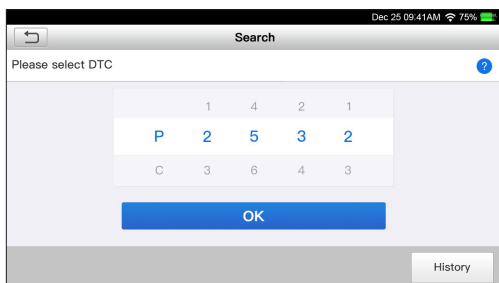 Dec 25 09:41AM 75%
Search
Please select DTC
?
1 4 2 1
P 2 5 3 2
C 3 6 4 3
OK
History